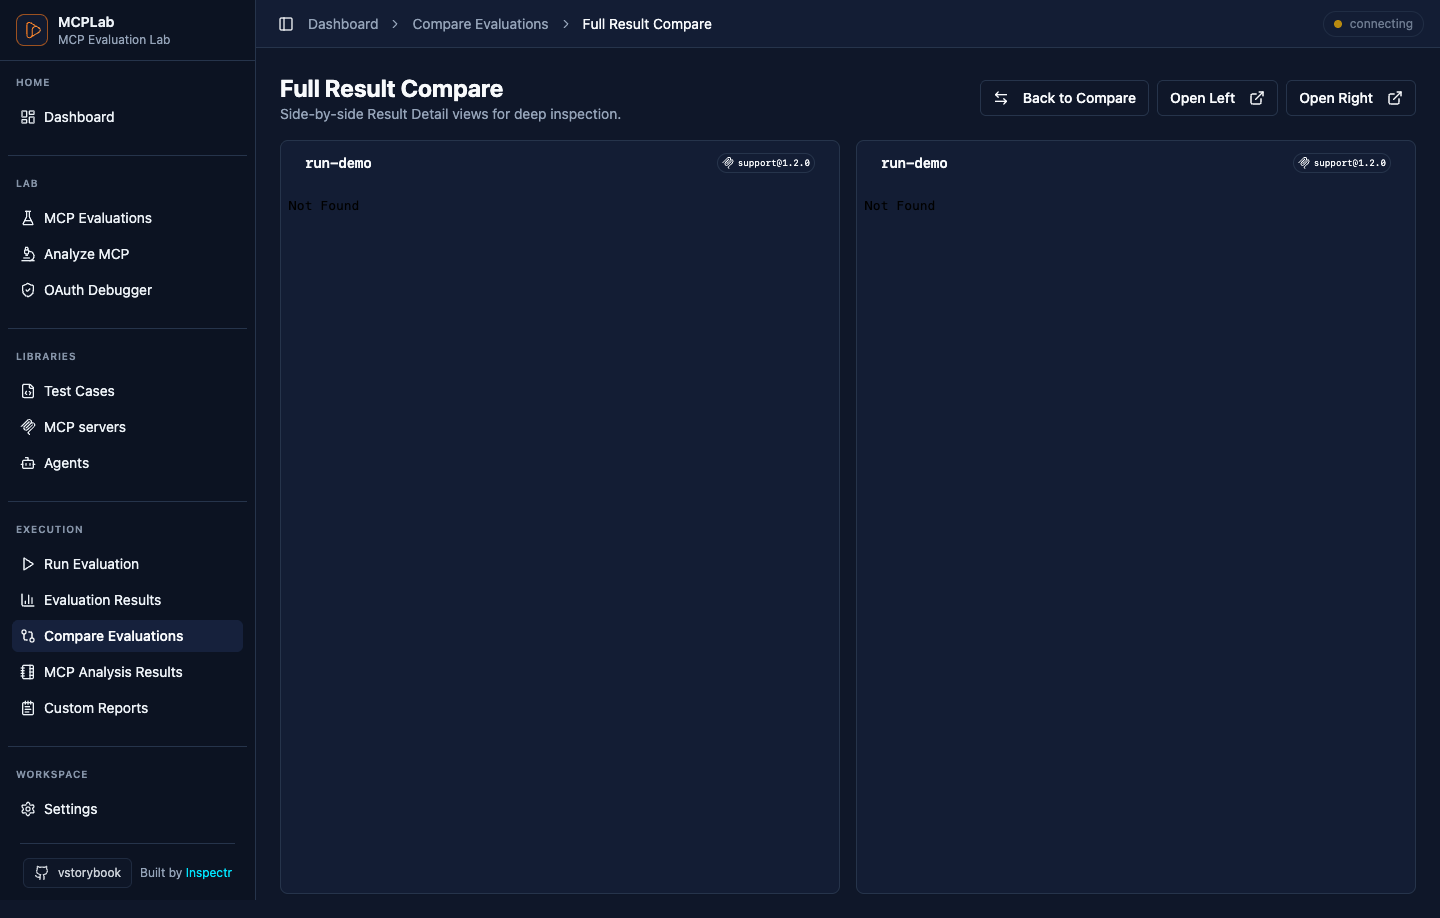 MCPLab
MCP Evaluation Lab
HOME
Dashboard
LAB
MCP Evaluations
Analyze MCP
OAuth Debugger
LIBRARIES
Test Cases
MCP servers
Agents
EXECUTION
Run Evaluation
Evaluation Results
Compare Evaluations
MCP Analysis Results
Custom Reports
WORKSPACE
Settings
vstorybook Built by Inspectr
Dashboard > Compare Evaluations > Full Result Compare
connecting
Full Result Compare
Side-by-side Result Detail views for deep inspection.
Back to Compare
Open Left
Open Right
run-demo
support@1.2.0
Not Found
run-demo
support@1.2.0
Not Found